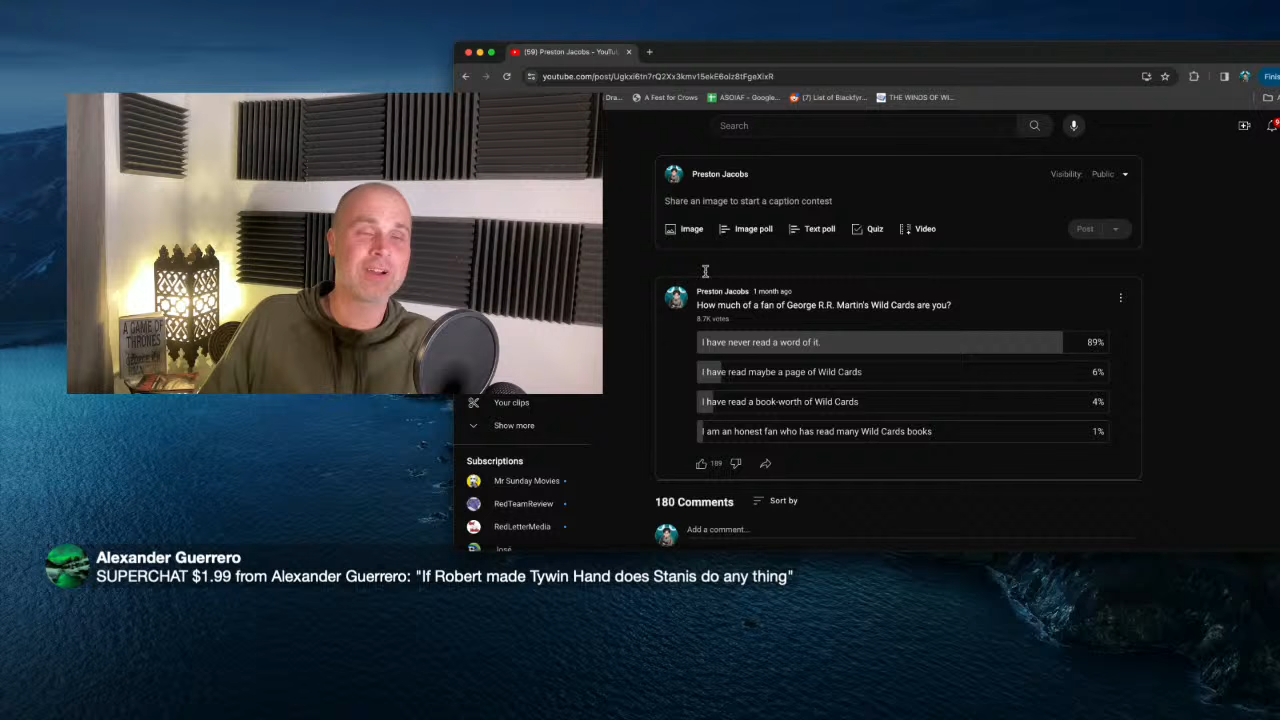 (59) Preston Jacobs - YouTu
youtube.com/post/Ugkxi6tn7rQ2Xx3kmv15ekE6olz8tFgeXlxR
Finis
Dra...
A Fest for Crows
ASOIAF - Google...
(7) List of Blackfyr...
THE WINDS OF WI...
Search
Preston Jacobs
Visibility: Public
Share an image to start a caption contest
Image
Image poll
Text poll
Quiz
Video
Post
Preston Jacobs 1 month ago
How much of a fan of George R.R. Martin's Wild Cards are you?
8.7K votes
I have never read a word of it. 89%
I have read maybe a page of Wild Cards 6%
I have read a book-worth of Wild Cards 4%
I am an honest fan who has read many Wild Cards books 1%
189
180 Comments
Sort by
Add a comment...
Your clips
Show more
Subscriptions
Mr Sunday Movies
RedTeamReview
RedLetterMedia
José
A GAME OF
THRONES
Alexander Guerrero
SUPERCHAT $1.99 from Alexander Guerrero: "If Robert made Tywin Hand does Stanis do any thing"